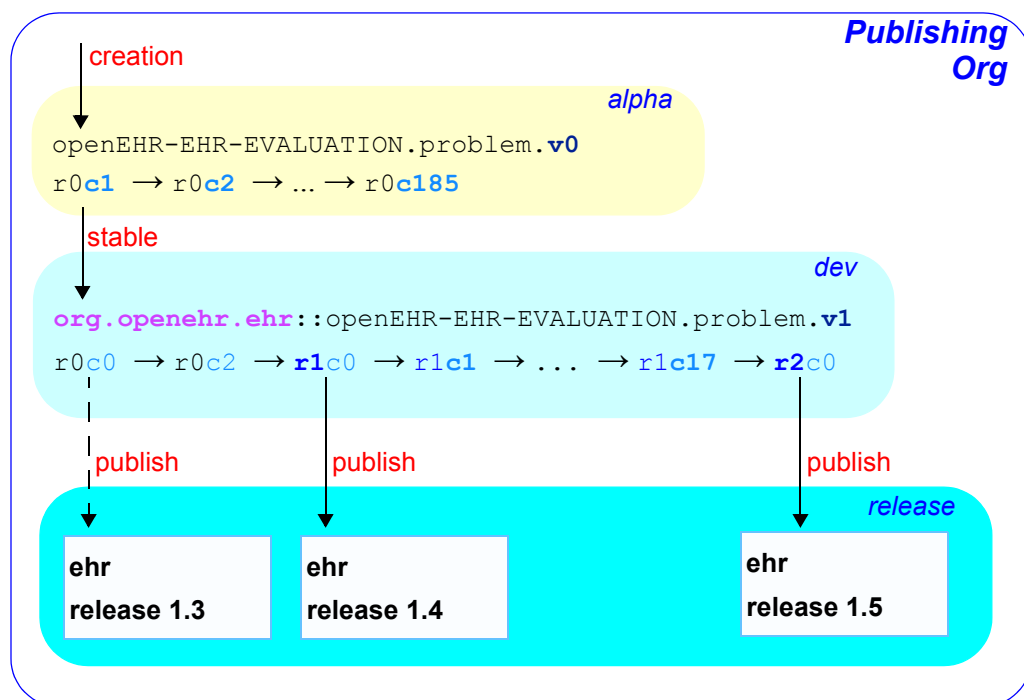 Publishing
Org
creation
alpha
openEHR-EHR-EVALUATION.problem.v0
r0c1 → r0c2 → ... → r0c185
stable
dev
org.openehr.ehr::openEHR-EHR-EVALUATION.problem.v1
r0c0 → r0c2 → r1c0 → r1c1 → ... → r1c17 → r2c0
publish publish publish
release
ehr ehr ehr
release 1.3 release 1.4 release 1.5